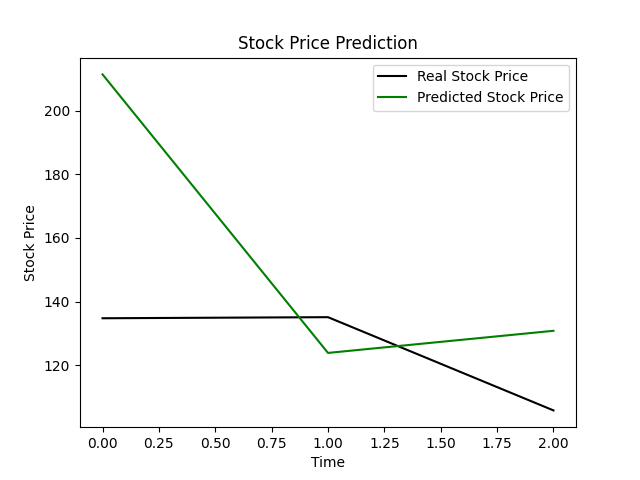 Stock Price Prediction
Real Stock Price
Predicted Stock Price
Stock Price
200
180
160
140
120
0.00 0.25 0.50 0.75 1.00 1.25 1.50 1.75 2.00
Time